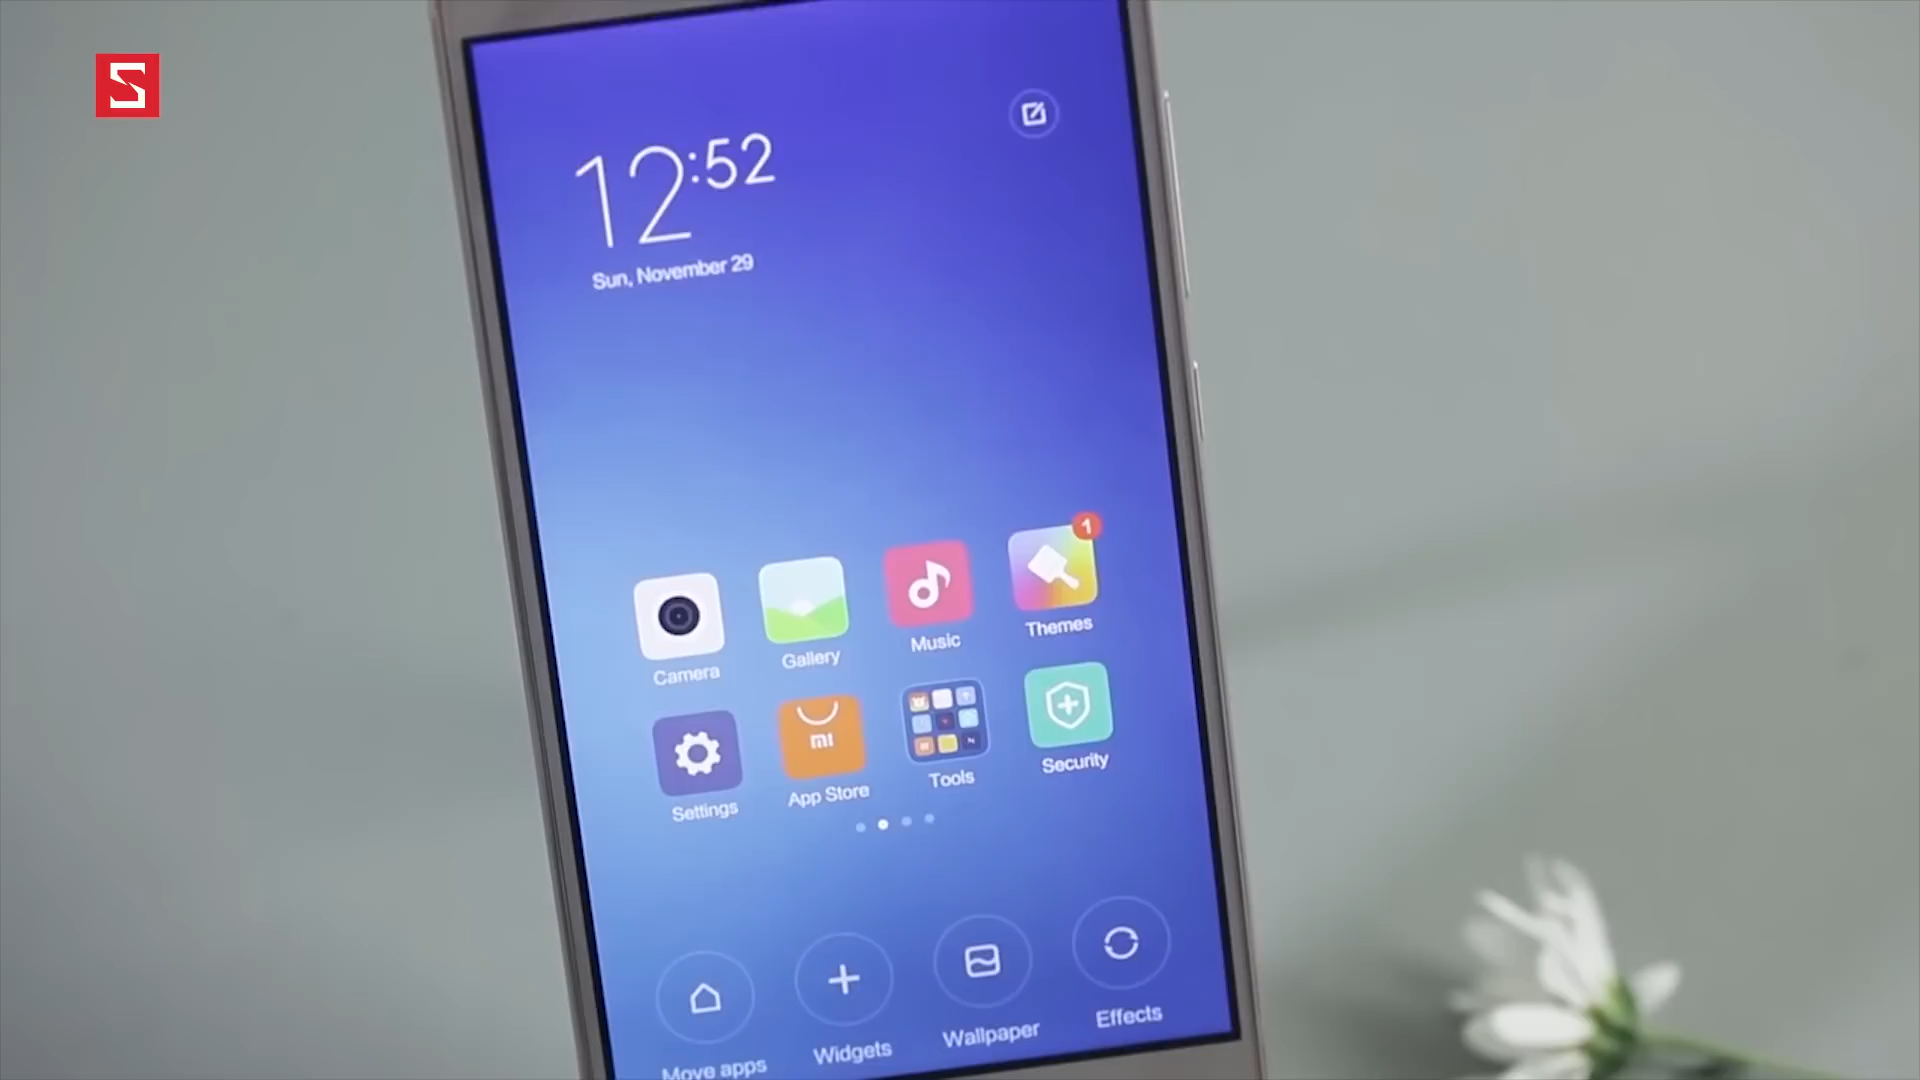 S
12:52
Sun, November 29
1
Camera
Gallery
Music
Themes
mi
Settings
App Store
Tools
Security
Move apps
Widgets
Wallpaper
Effects